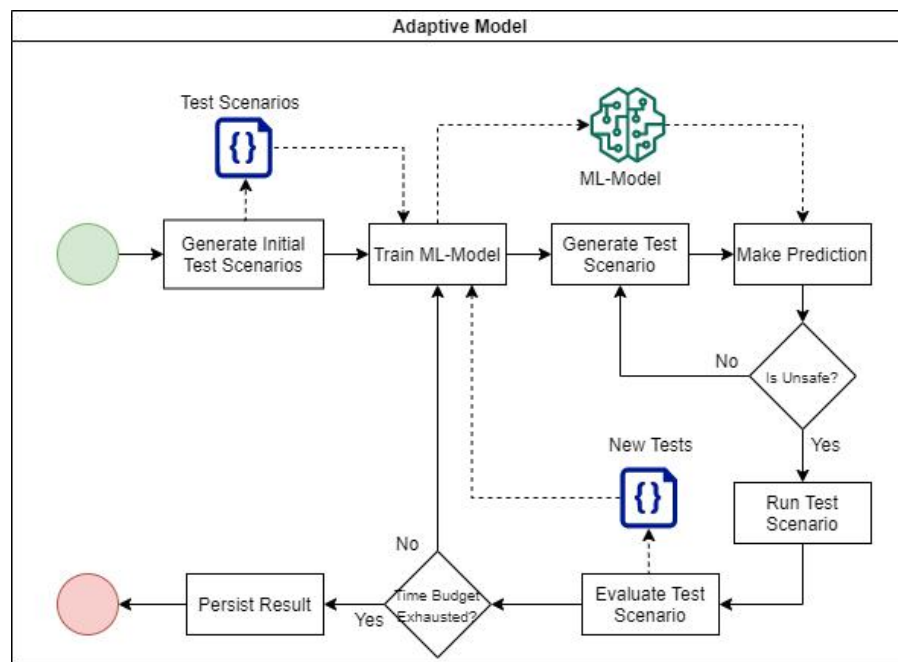 Adaptive Model
Test Scenarios
{}
ML-Model
Generate Initial
Test Scenarios
Train ML-Model
Generate Test
Scenario
Make Prediction
No
Is Unsafe?
Yes
New Tests
{}
Run Test
Scenario
No
Persist Result
Yes
Time Budget
Exhausted?
Evaluate Test
Scenario